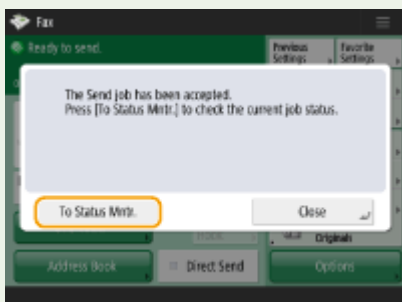 Fax
Ready to send.
Previous Settings
Favorite Settings
The Send job has been accepted.
Press [To Status Mntr.] to check the current job status.
To Status Mntr.
Close
Originals
Address Book
Direct Send
Options